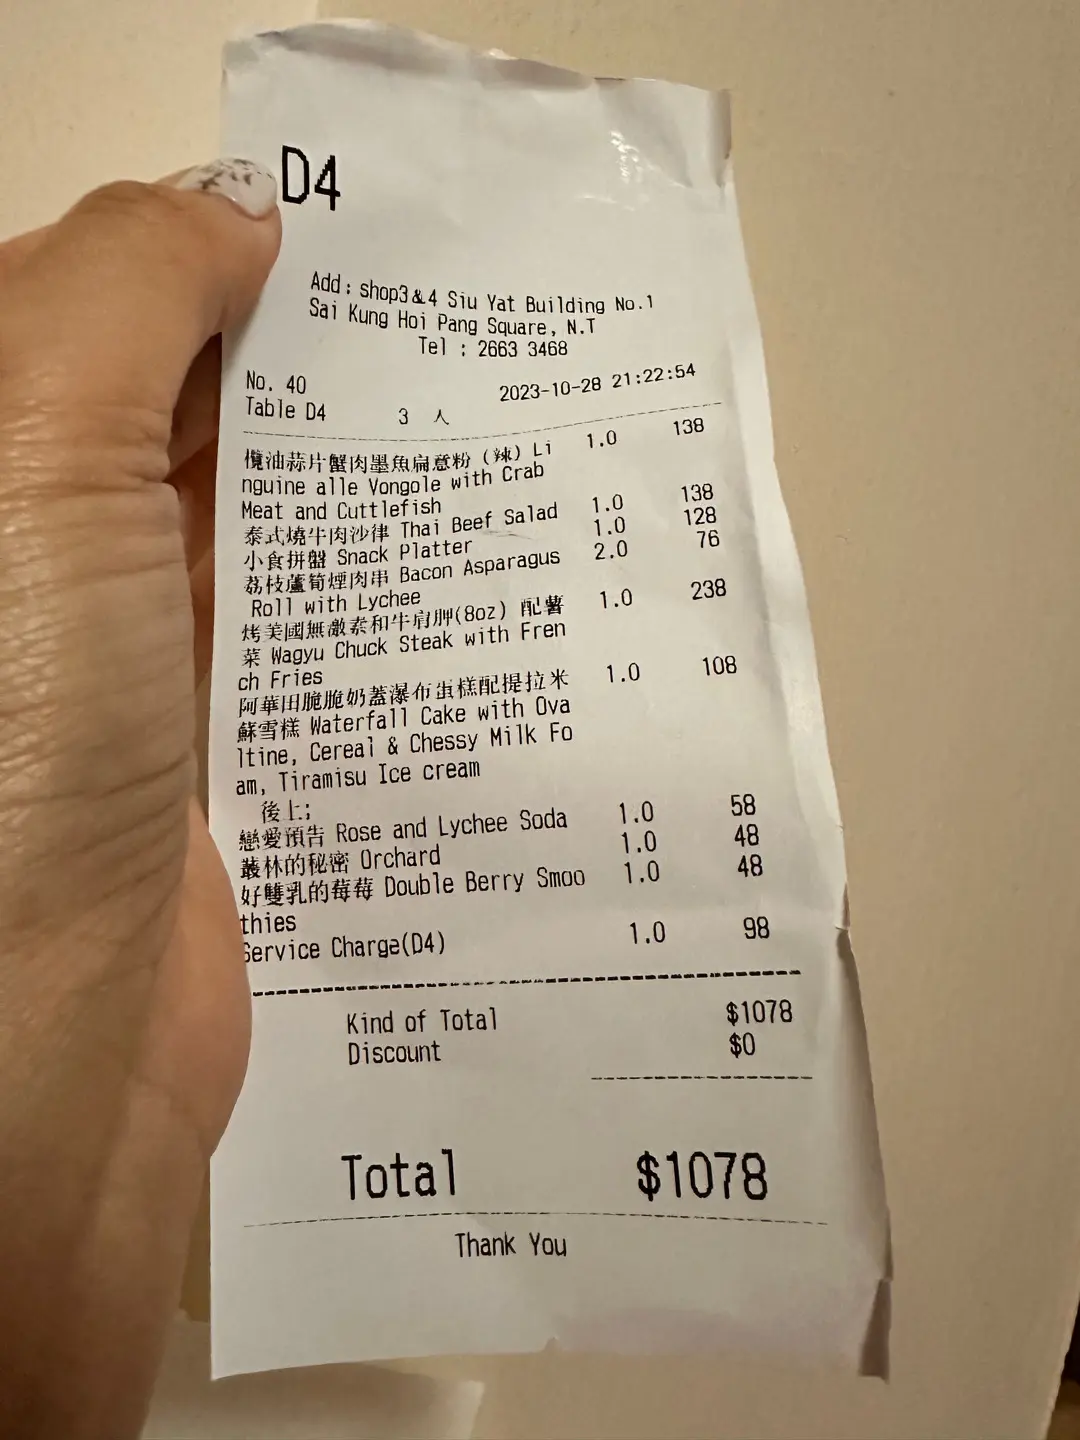 D4
Add: shop3&4 Siu Yat Building No.1
Sai Kung Hoi Pang Square, N.T
Tel : 2663 3468
No. 40 2023-10-28 21:22:54
Table D4 3 人
欖油蒜片蟹肉墨魚扁意粉 (辣) Li 1.0 138
nguine alle Vongole with Crab
Meat and Cuttlefish
泰式燒牛肉沙律 Thai Beef Salad 1.0 138
小食拼盤 Snack Platter 1.0 128
荔枝蘆筍煙肉串 Bacon Asparagus 2.0 76
Roll with Lychee
烤美國無激素和牛肩胛(8oz) 配薯 1.0 238
菜 Wagyu Chuck Steak with Fren
ch Fries
阿華田脆脆奶蓋瀑布蛋糕配提拉米 1.0 108
蘇雪糕 Waterfall Cake with Ova
ltine, Cereal & Chessy Milk Fo
am, Tiramisu Ice cream
後上;
戀愛預告 Rose and Lychee Soda 1.0 58
叢林的秘密 Orchard 1.0 48
好雙乳的莓莓 Double Berry Smoo 1.0 48
thies
Service Charge(D4) 1.0 98
Kind of Total $1078
Discount $0
Total $1078
Thank You